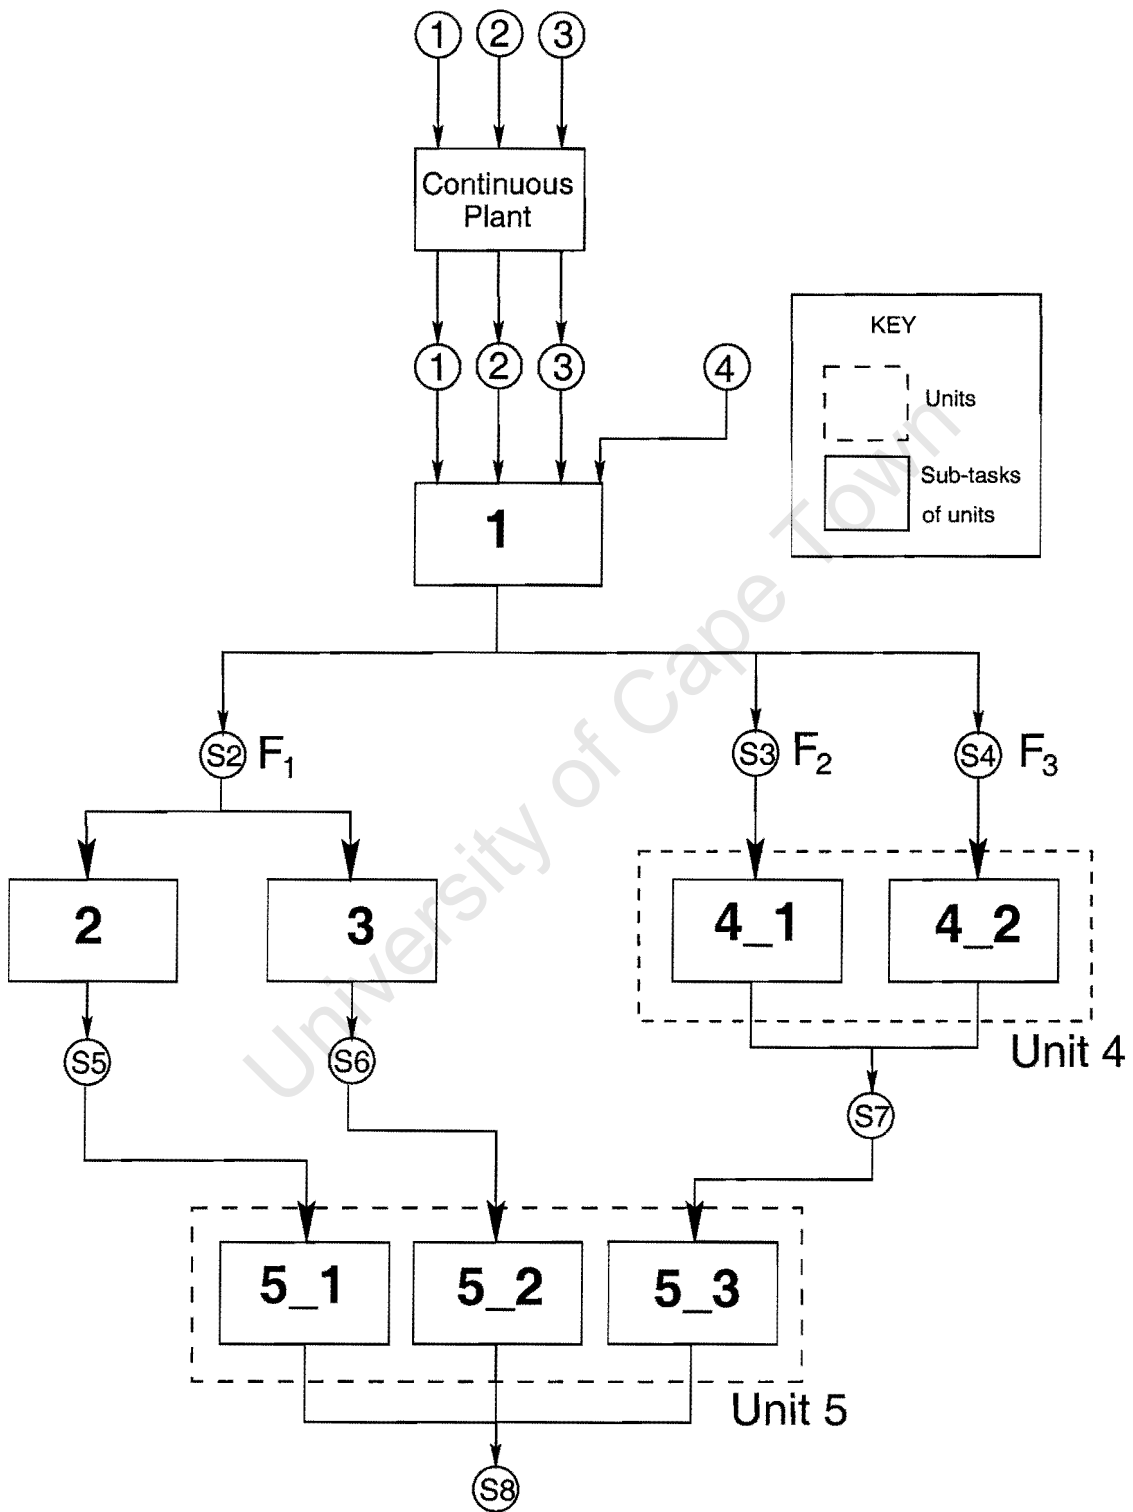 1 2 3
Continuous
Plant
1 2 3 4
KEY
Units
Sub-tasks
of units
1
S2 F1 S3 F2 S4 F3
2 3 4_1 4_2
Unit 4
S5 S6
S7
5_1 5_2 5_3
Unit 5
S8
University of Cape Town